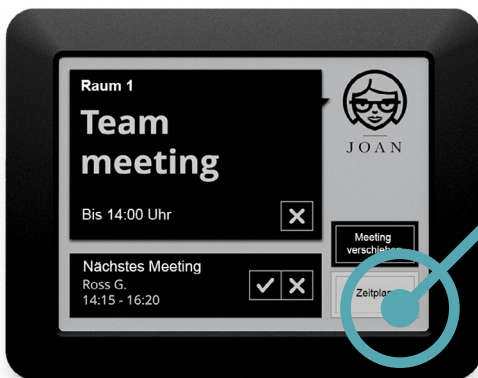 Raum 1
Team
meeting
Bis 14:00 Uhr
JOAN
Meeting
verschieben
Nächstes Meeting
Ross G.
14:15 - 16:20
Zeitplan